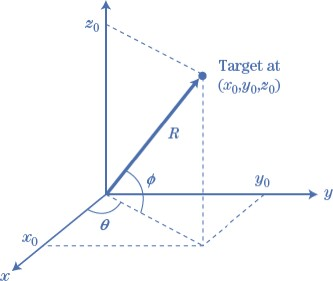 z0
Target at
(x0,y0,z0)
R
ϕ
y0
y
θ
x0
x